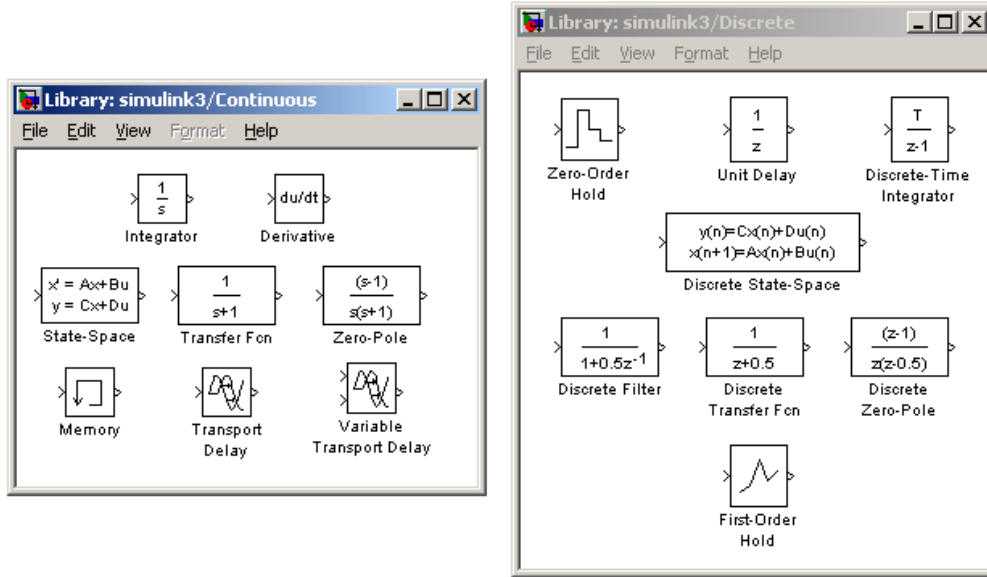 Library: simulink3/Continuous
File Edit View Format Help
1
s
Integrator
du/dt
Derivative
x' = Ax+Bu
y = Cx+Du
State-Space
1
s+1
Transfer Fcn
(s-1)
s(s+1)
Zero-Pole
Memory
Transport
Delay
Variable
Transport Delay
Library: simulink3/Discrete
File Edit View Format Help
Zero-Order
Hold
1
z
Unit Delay
T
z-1
Discrete-Time
Integrator
y(n)=Cx(n)+Du(n)
x(n+1)=Ax(n)+Bu(n)
Discrete State-Space
1
1+0.5z-1
Discrete Filter
1
z+0.5
Discrete
Transfer Fcn
(z-1)
z(z-0.5)
Discrete
Zero-Pole
First-Order
Hold